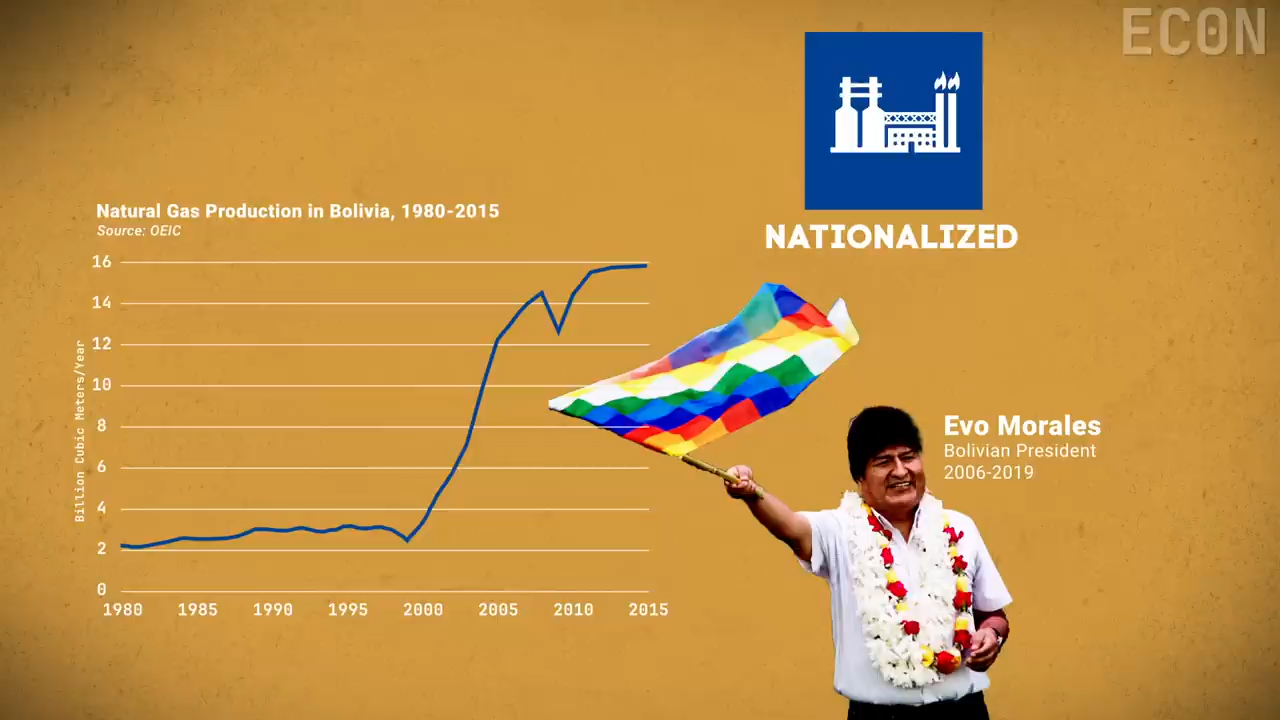 ECON
NATIONALIZED
Natural Gas Production in Bolivia, 1980-2015
Source: OEIC
Billion Cubic Meters/Year
16
14
12
10
8
6
4
2
0
1980 1985 1990 1995 2000 2005 2010 2015
Evo Morales
Bolivian President
2006-2019